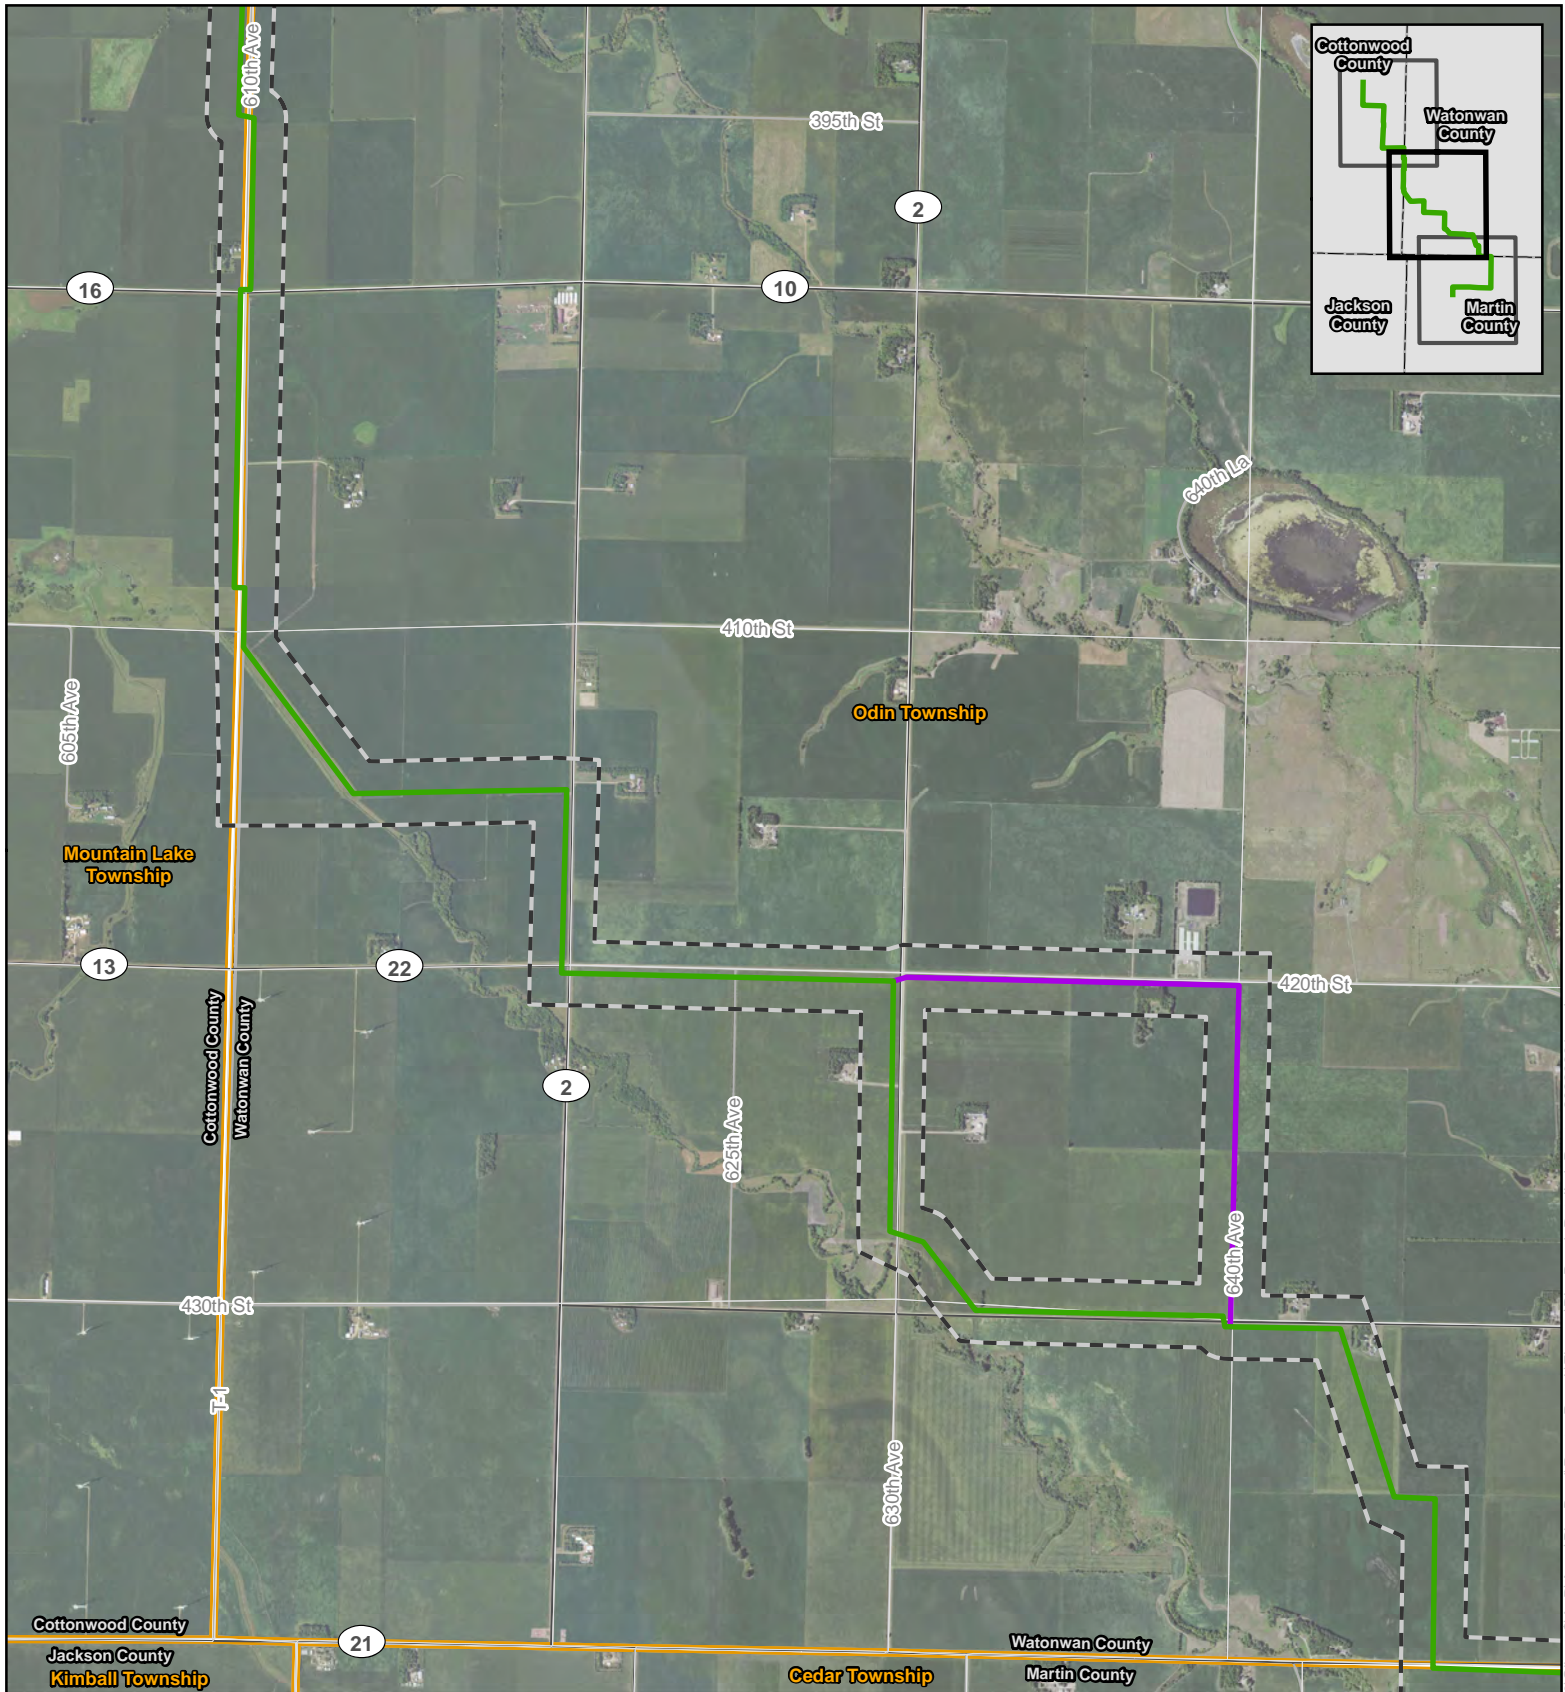 610th Ave
Cottonwood
County
Watonwan
County
Jackson
County
Martin
County
395th St
2
16
10
640th La
410th St
605th Ave
Odin Township
Mountain Lake
Township
13
22
420th St
Cottonwood County
Watonwan County
2
625th Ave
640th Ave
430th St
T-1
630th Ave
Cottonwood County
Jackson County
Kimball Township
21
Watonwan County
Cedar Township
Martin County